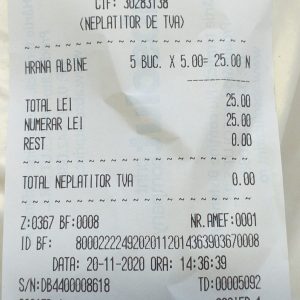 CIF: 30283138
(NEPLATITOR DE TVA)
HRANA ALBINE 5 BUC. X 5.00= 25.00 N
TOTAL LEI 25.00
NUMERAR LEI 25.00
REST 0.00
TOTAL NEPLATITOR TVA 0.00
Z:0367 BF:0008 NR.AMEF:0001
ID BF: 80002222492020112014363903670008
DATA: 20-11-2020 ORA: 14:36:39
S/N:DB4400008618 TD:00005092